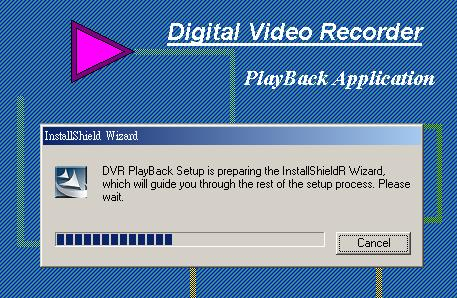 Digital Video Recorder
PlayBack Application
InstallShield Wizard
DVR PlayBack Setup is preparing the InstallShieldR Wizard,
which will guide you through the rest of the setup process. Please
wait.
Cancel